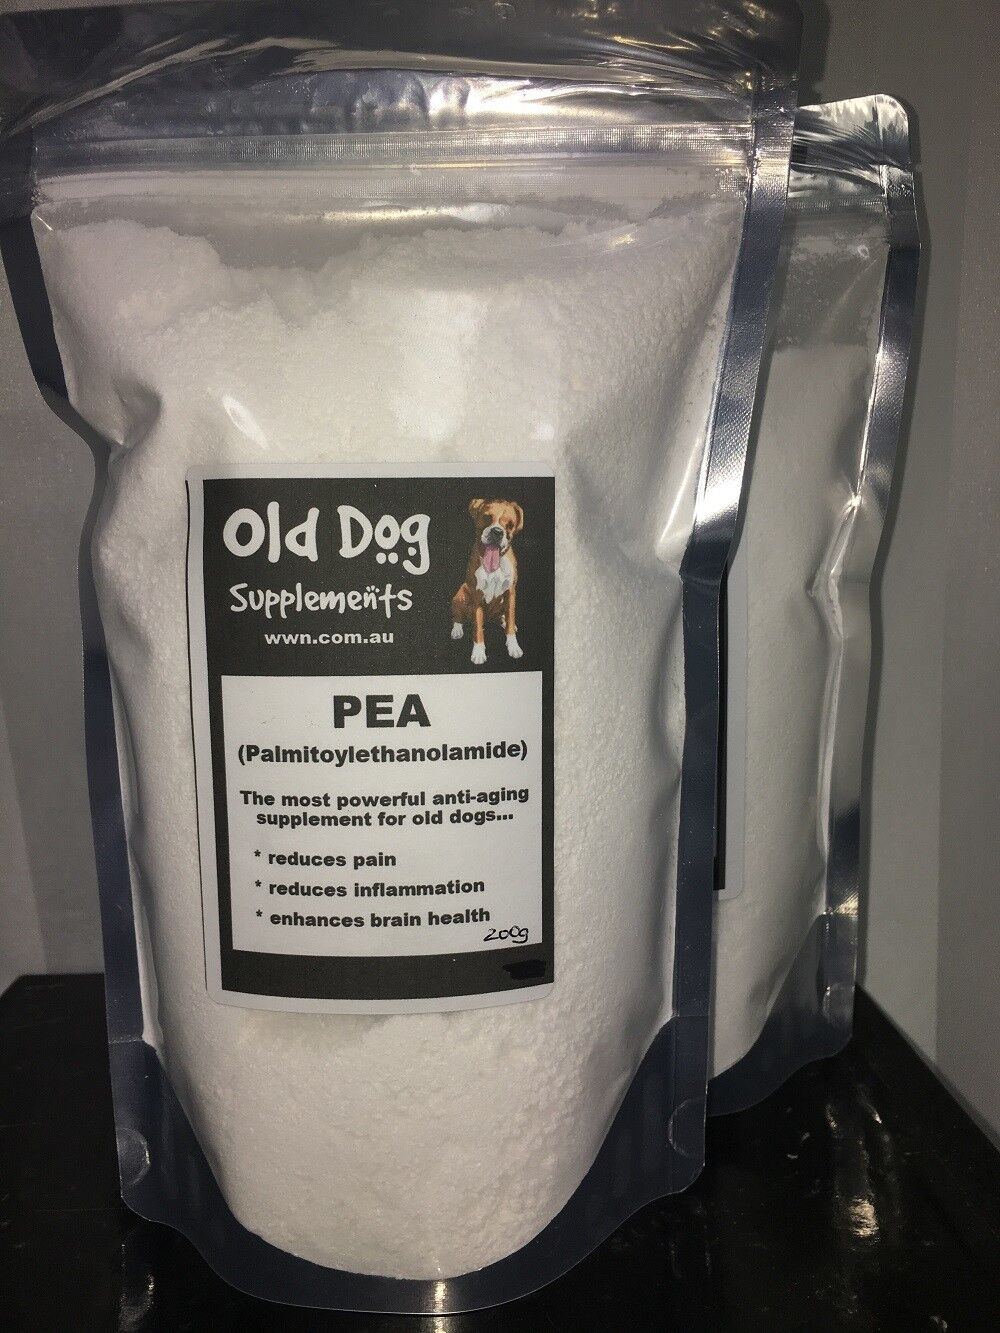 Old Dog
Supplements
wwn.com.au
PEA
(Palmitoylethanolamide)
The most powerful anti-aging
supplement for old dogs...
* reduces pain
* reduces inflammation
* enhances brain health
200g